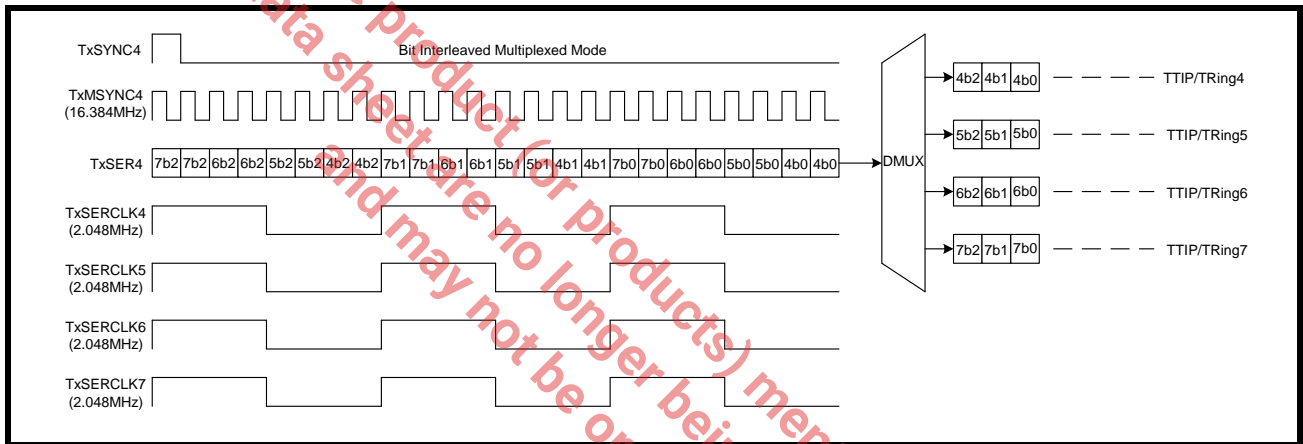 TxSYNC4
Bit Interleaved Multiplexed Mode
TxMSYNC4
(16.384MHz)
TxSER4
7b2 7b2 6b2 6b2 5b2 5b2 4b2 4b2 7b1 7b1 6b1 6b1 5b1 5b1 4b1 4b1 7b0 7b0 6b0 6b0 5b0 5b0 4b0 4b0
TxSERCLK4
(2.048MHz)
TxSERCLK5
(2.048MHz)
TxSERCLK6
(2.048MHz)
TxSERCLK7
(2.048MHz)
DMUX
4b2 4b1 4b0
TTIP/TRing4
5b2 5b1 5b0
TTIP/TRing5
6b2 6b1 6b0
TTIP/TRing6
7b2 7b1 7b0
TTIP/TRing7
product (or products) men
ata sheet are no longer bein
and may not be or